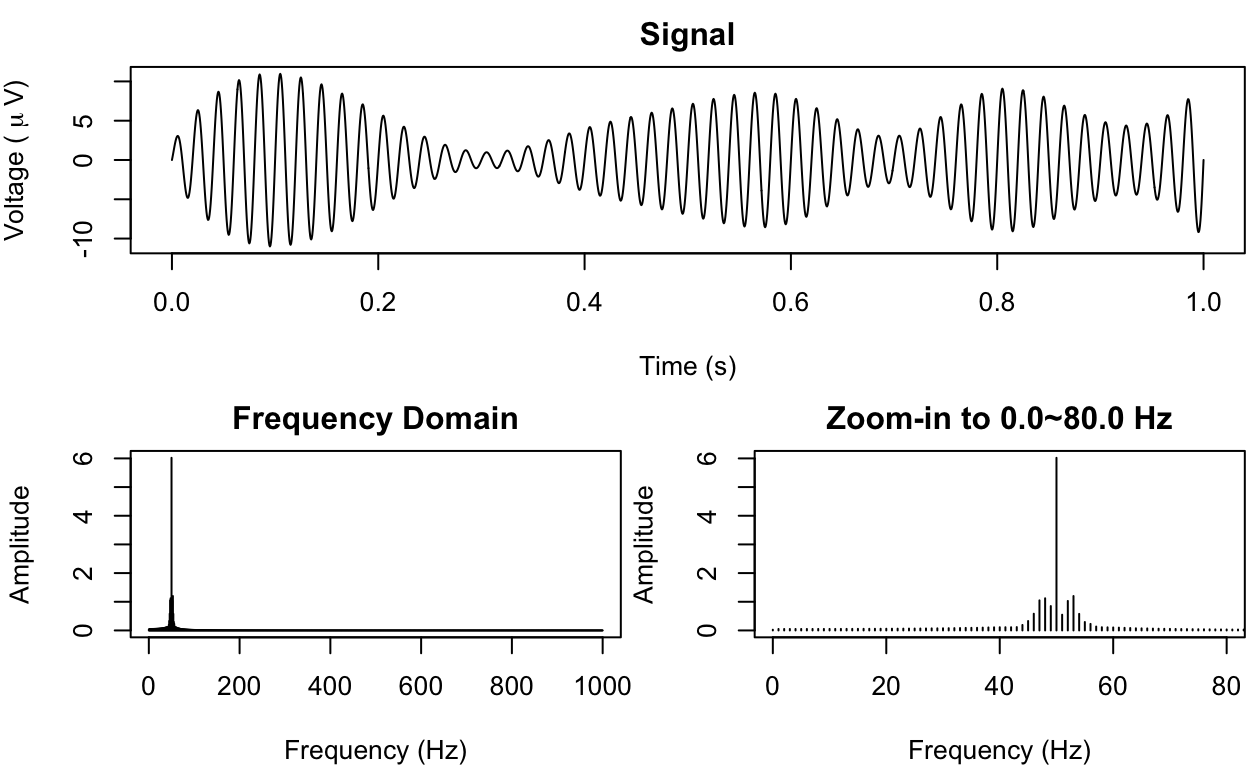 Signal
Voltage ( μ V)
5
0
-10
0.0 0.2 0.4 0.6 0.8 1.0
Time (s)
Frequency Domain
Amplitude
6
4
2
0
0 200 400 600 800 1000
Frequency (Hz)
Zoom-in to 0.0~80.0 Hz
Amplitude
6
4
2
0
0 20 40 60 80
Frequency (Hz)